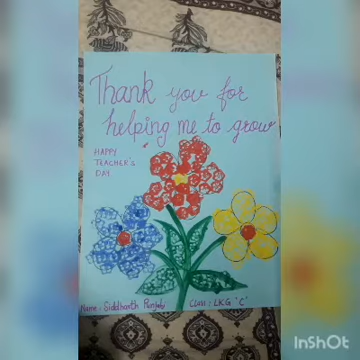 Thank you for
helping me to grow
HAPPY
TEACHER'S
DAY
Name : Siddharth Punjabi Class : LKG 'C'
InShOt